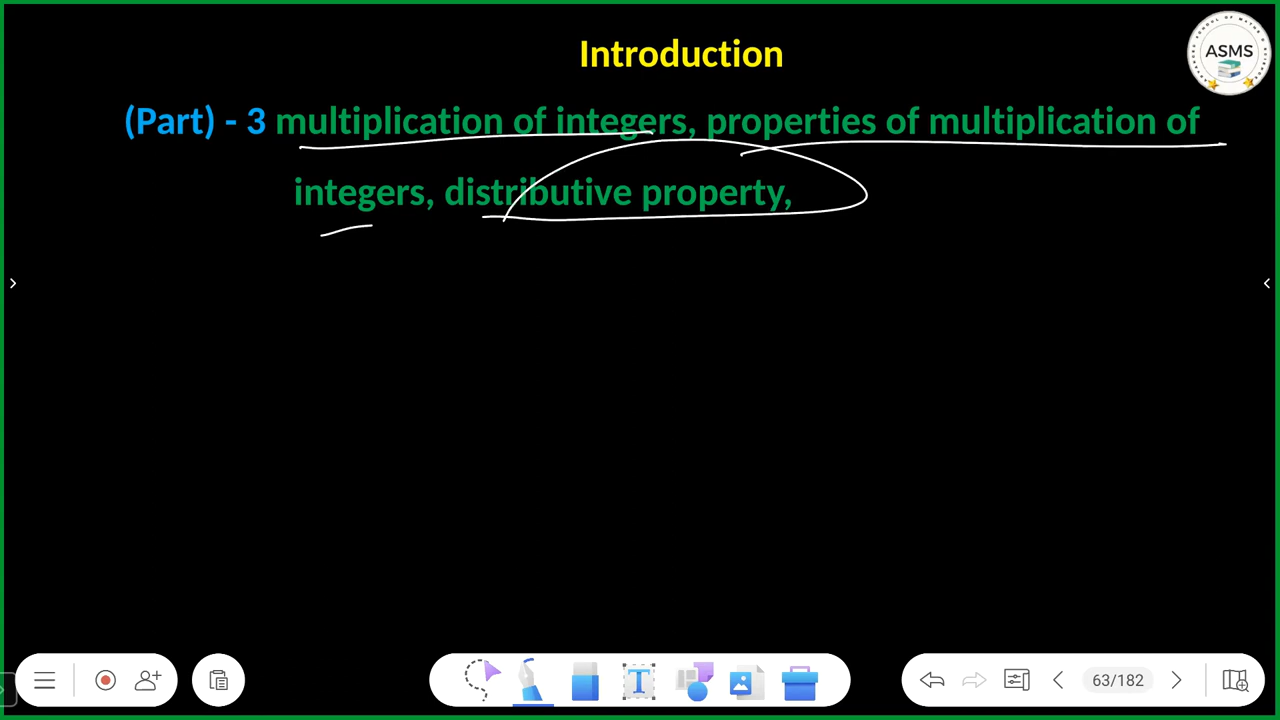 Introduction
ASMS
(Part) - 3 multiplication of integers, properties of multiplication of
integers, distributive property,
63/182